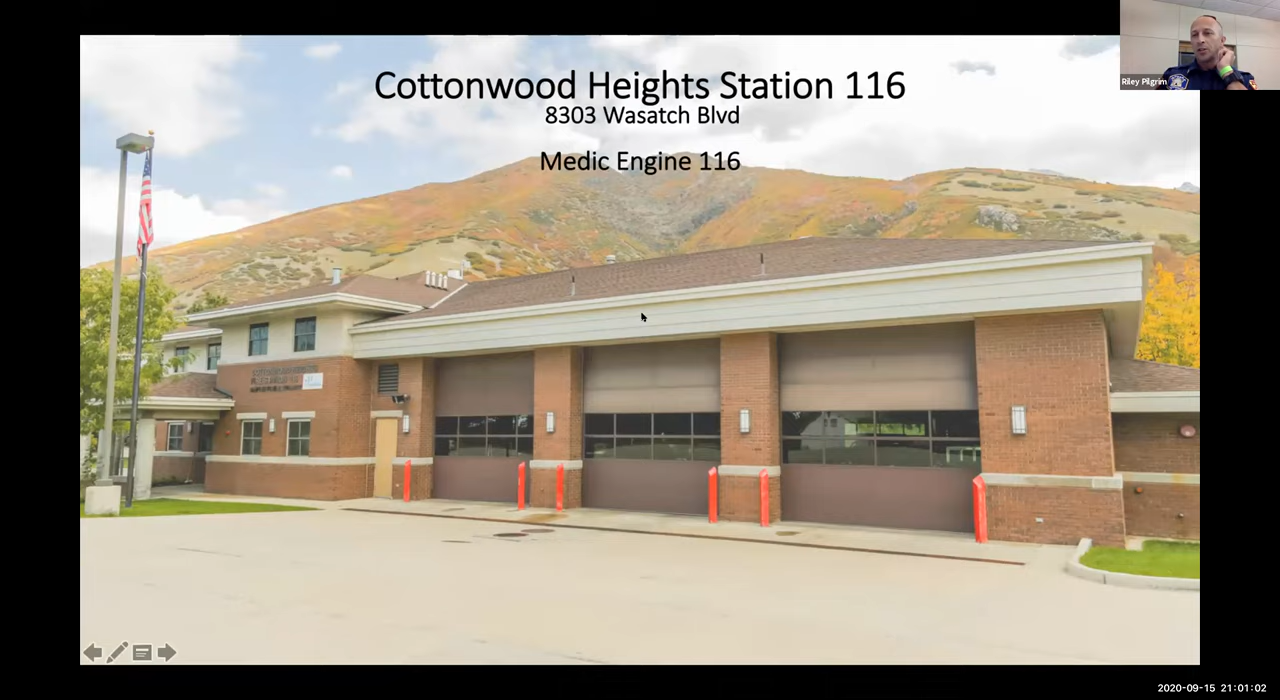 Cottonwood Heights Station 116
8303 Wasatch Blvd
Medic Engine 116
Riley Pilgrim
2020-09-15 21:01:02